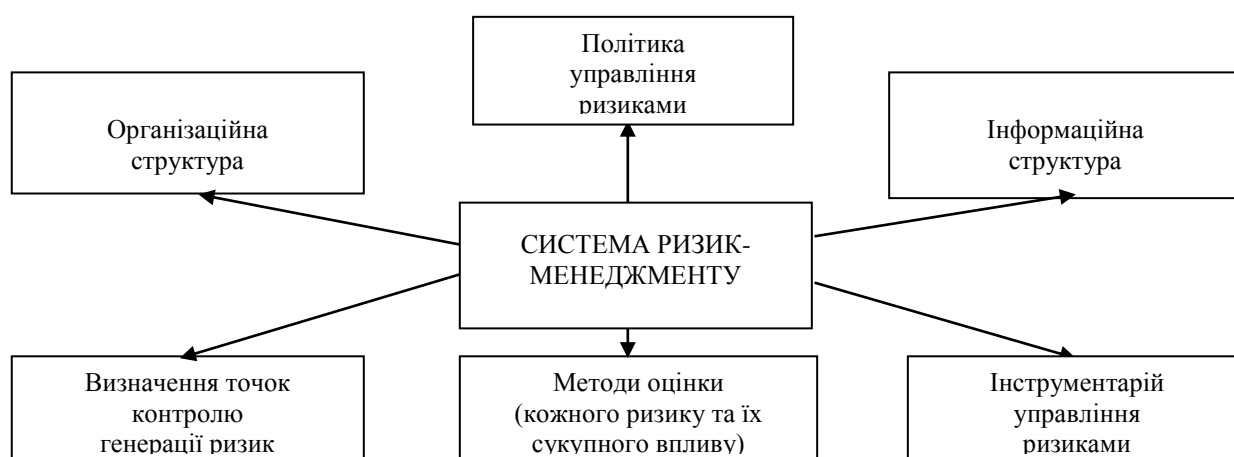 Політика
управління
ризиками
Організаційна
структура
Інформаційна
структура
СИСТЕМА РИЗИК-
МЕНЕДЖМЕНТУ
Визначення точок
контролю
генерації ризик
Методи оцінки
(кожного ризику та їх
сукупного впливу)
Інструментарій
управління
ризиками